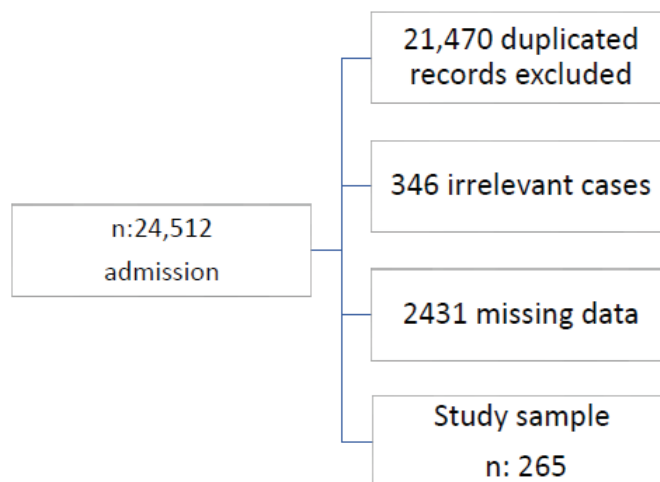 21,470 duplicated
records excluded
346 irrelevant cases
n:24,512
admission
2431 missing data
Study sample
n: 265